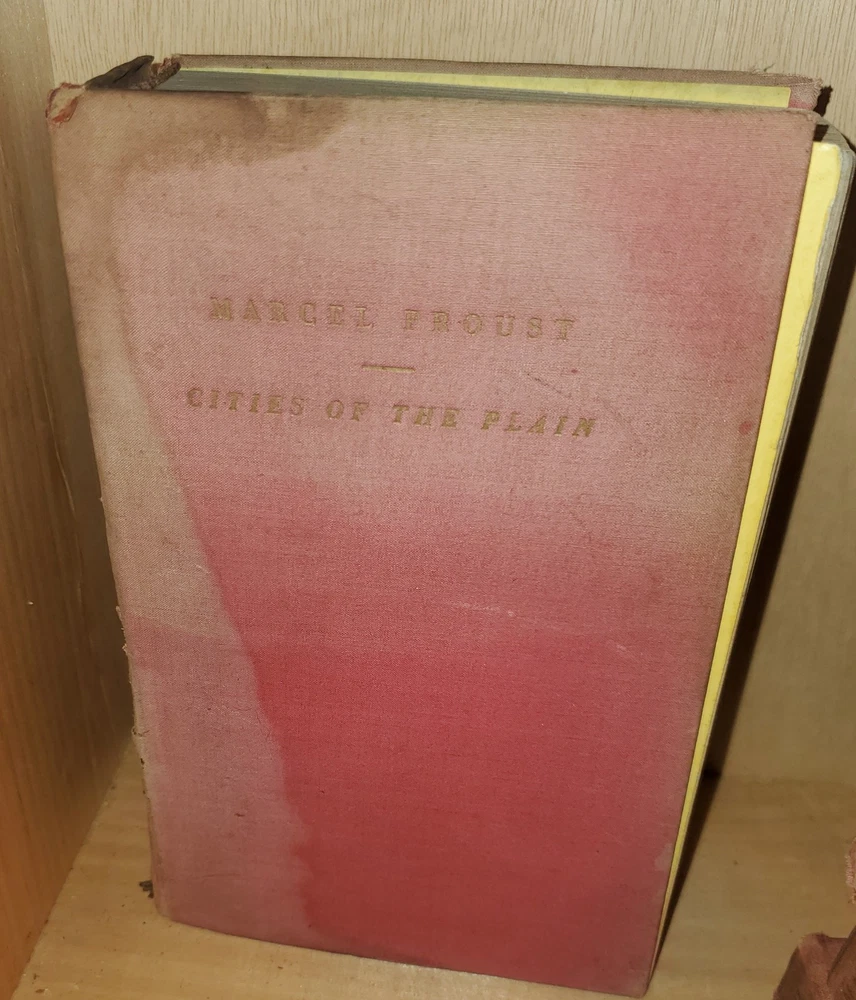 MARCEL PROUST
CITIES OF THE PLAIN